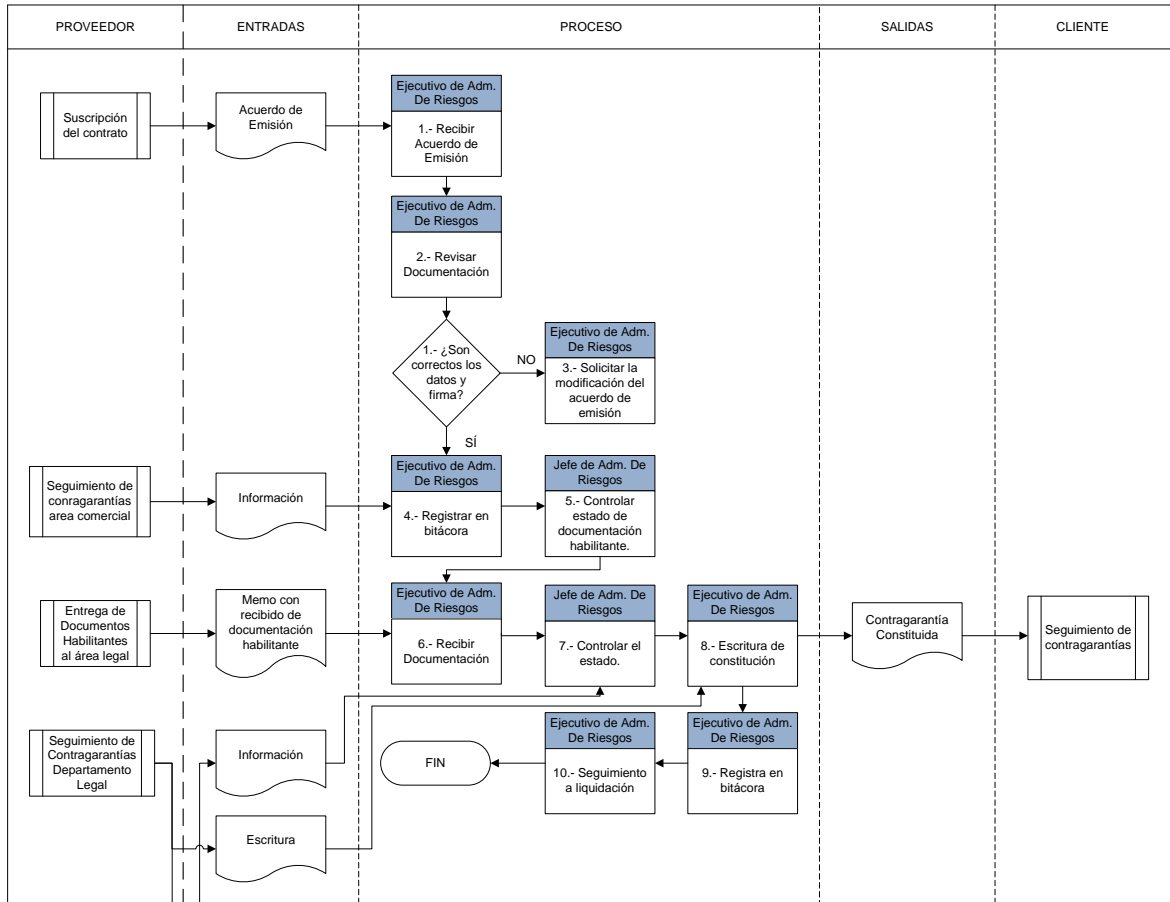 PROVEEDOR
ENTRADAS
PROCESO
SALIDAS
CLIENTE
Suscripción
del contrato
Acuerdo de
Emisión
Ejecutivo de Adm.
De Riesgos
1.- Recibir
Acuerdo de
Emisión
Ejecutivo de Adm.
De Riesgos
2.- Revisar
Documentación
1.- ¿Son
correctos los
datos y
firma?
NO
SÍ
Ejecutivo de Adm.
De Riesgos
3.- Solicitar la
modificación del
acuerdo de
emisión
Seguimiento de
conragarantías
area comercial
Información
Ejecutivo de Adm.
De Riesgos
4.- Registrar en
bitácora
Jefe de Adm. De
Riesgos
5.- Controlar
estado de
documentación
habilitante.
Entrega de
Documentos
Habilitantes
al área legal
Memo con
recibido de
documentación
habilitante
Ejecutivo de Adm.
De Riesgos
6.- Recibir
Documentación
Jefe de Adm. De
Riesgos
7.- Controlar el
estado.
Ejecutivo de Adm.
De Riesgos
8.- Escritura de
constitución
Contragarantía
Constituida
Seguimiento de
contragarantías
Seguimiento de
Contragarantías
Departamento
Legal
Información
Escritura
FIN
Ejecutivo de Adm.
De Riesgos
10.- Seguimiento
a liquidación
Ejecutivo de Adm.
De Riesgos
9.- Registra en
bitácora